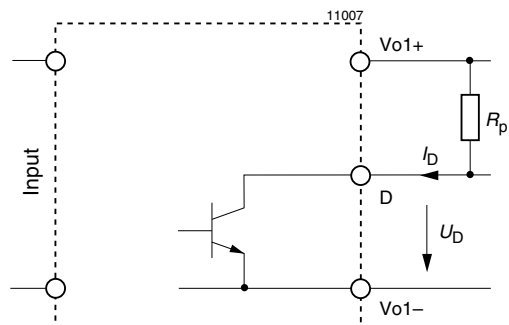 11007
Vo1+
Rp
ID
Input
D
UD
Vo1–